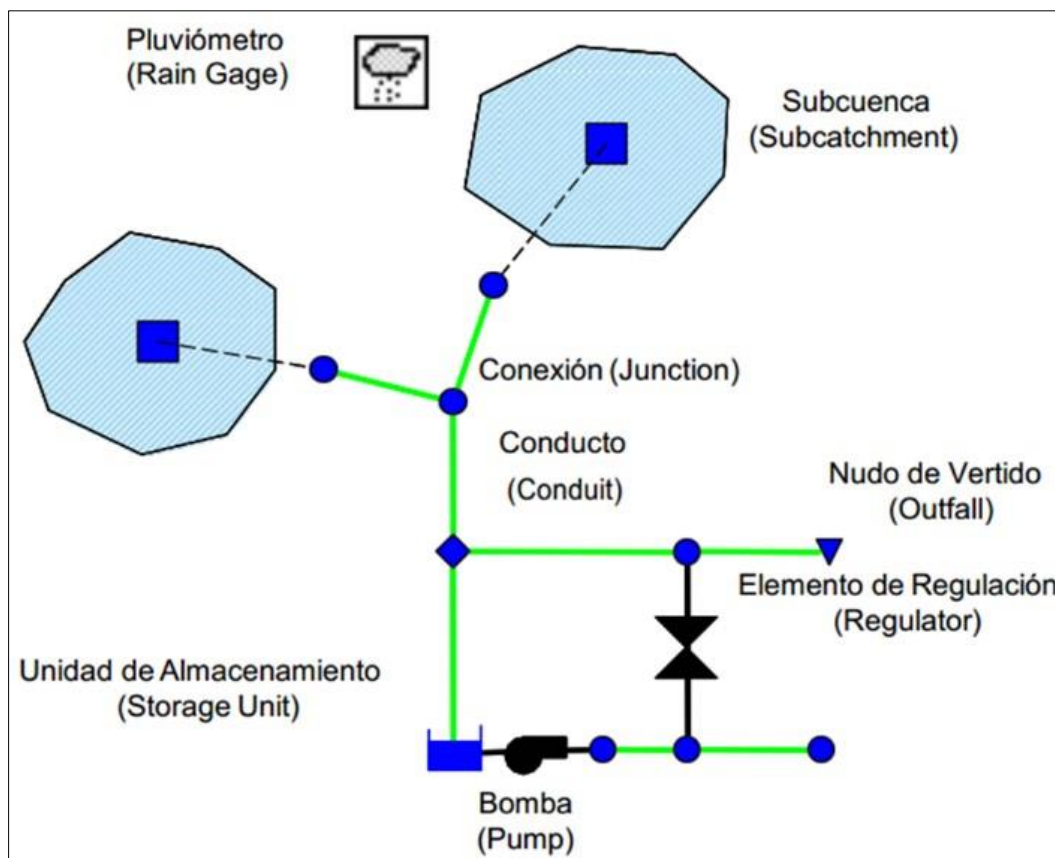 Pluviómetro
(Rain Gage)
Subcuenca
(Subcatchment)
Conexión (Junction)
Conducto
(Conduit)
Nudo de Vertido
(Outfall)
Elemento de Regulación
(Regulator)
Unidad de Almacenamiento
(Storage Unit)
Bomba
(Pump)